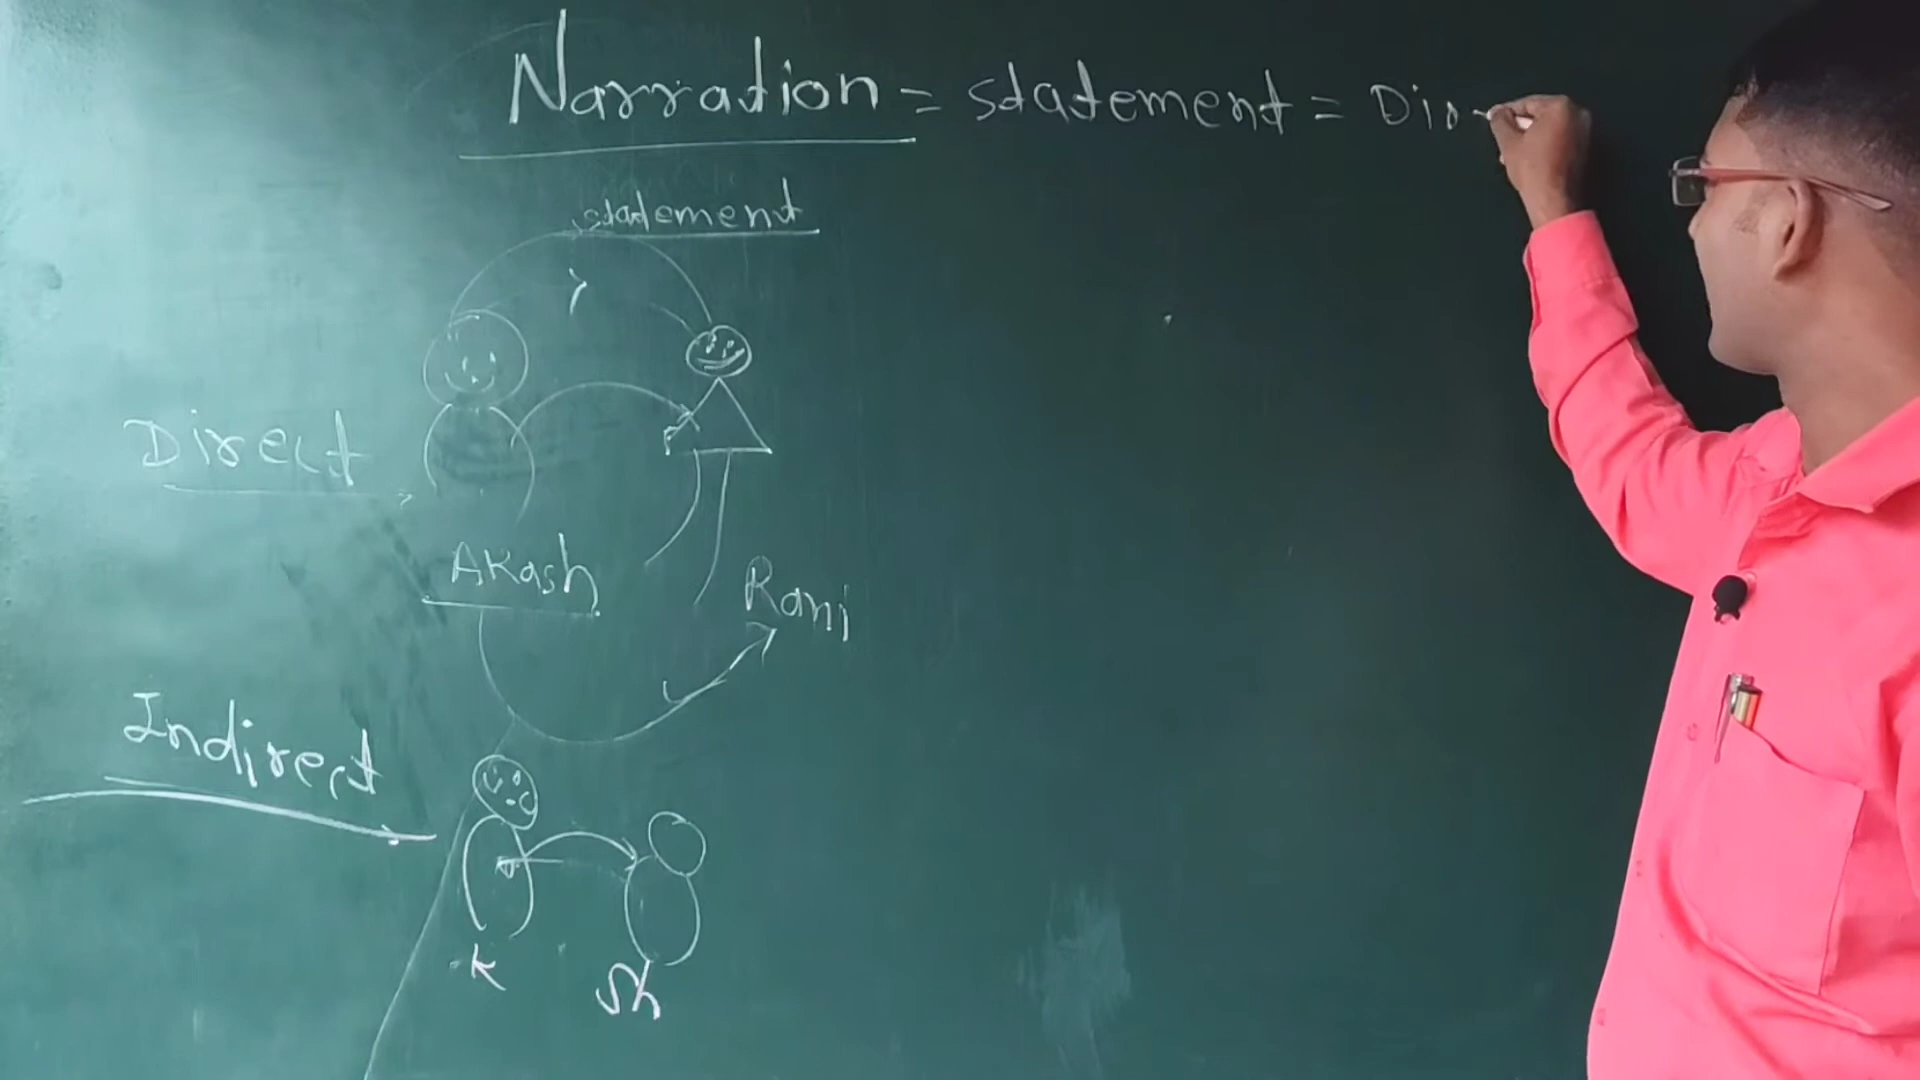 Narration = statement = Dir
statement
Direct
Akash
Rani
Indirect
K
Sh